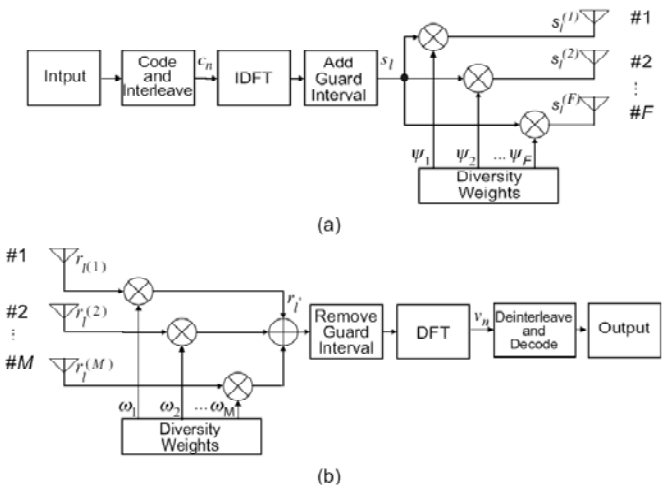 s_l^(1) #1
Intput
Code and Interleave
c_n
IDFT
Add Guard Interval
s_l
s_l^(2) #2
⋮
s_l^(F) #F
ψ_1 ψ_2 ...ψ_F
Diversity Weights
(a)
#1 r_l(1)
#2 r_l^(2)
⋮
#M r_l^(M)
r_l'
Remove Guard Interval
DFT
v_n
Deinterleave and Decode
Output
ω_1 ω_2 ...ω_M
Diversity Weights
(b)